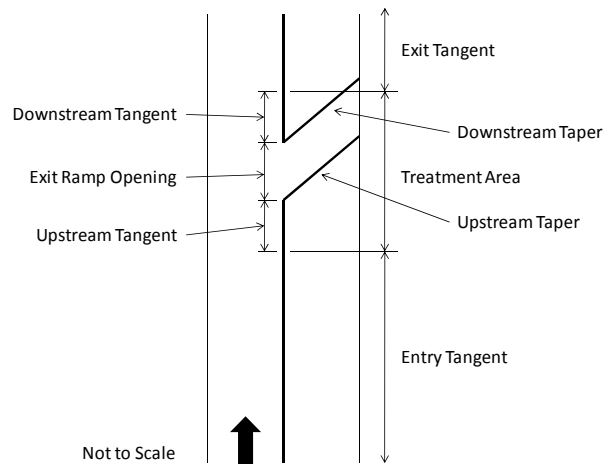 Exit Tangent
Downstream Tangent
Downstream Taper
Exit Ramp Opening
Treatment Area
Upstream Taper
Upstream Tangent
Entry Tangent
Not to Scale